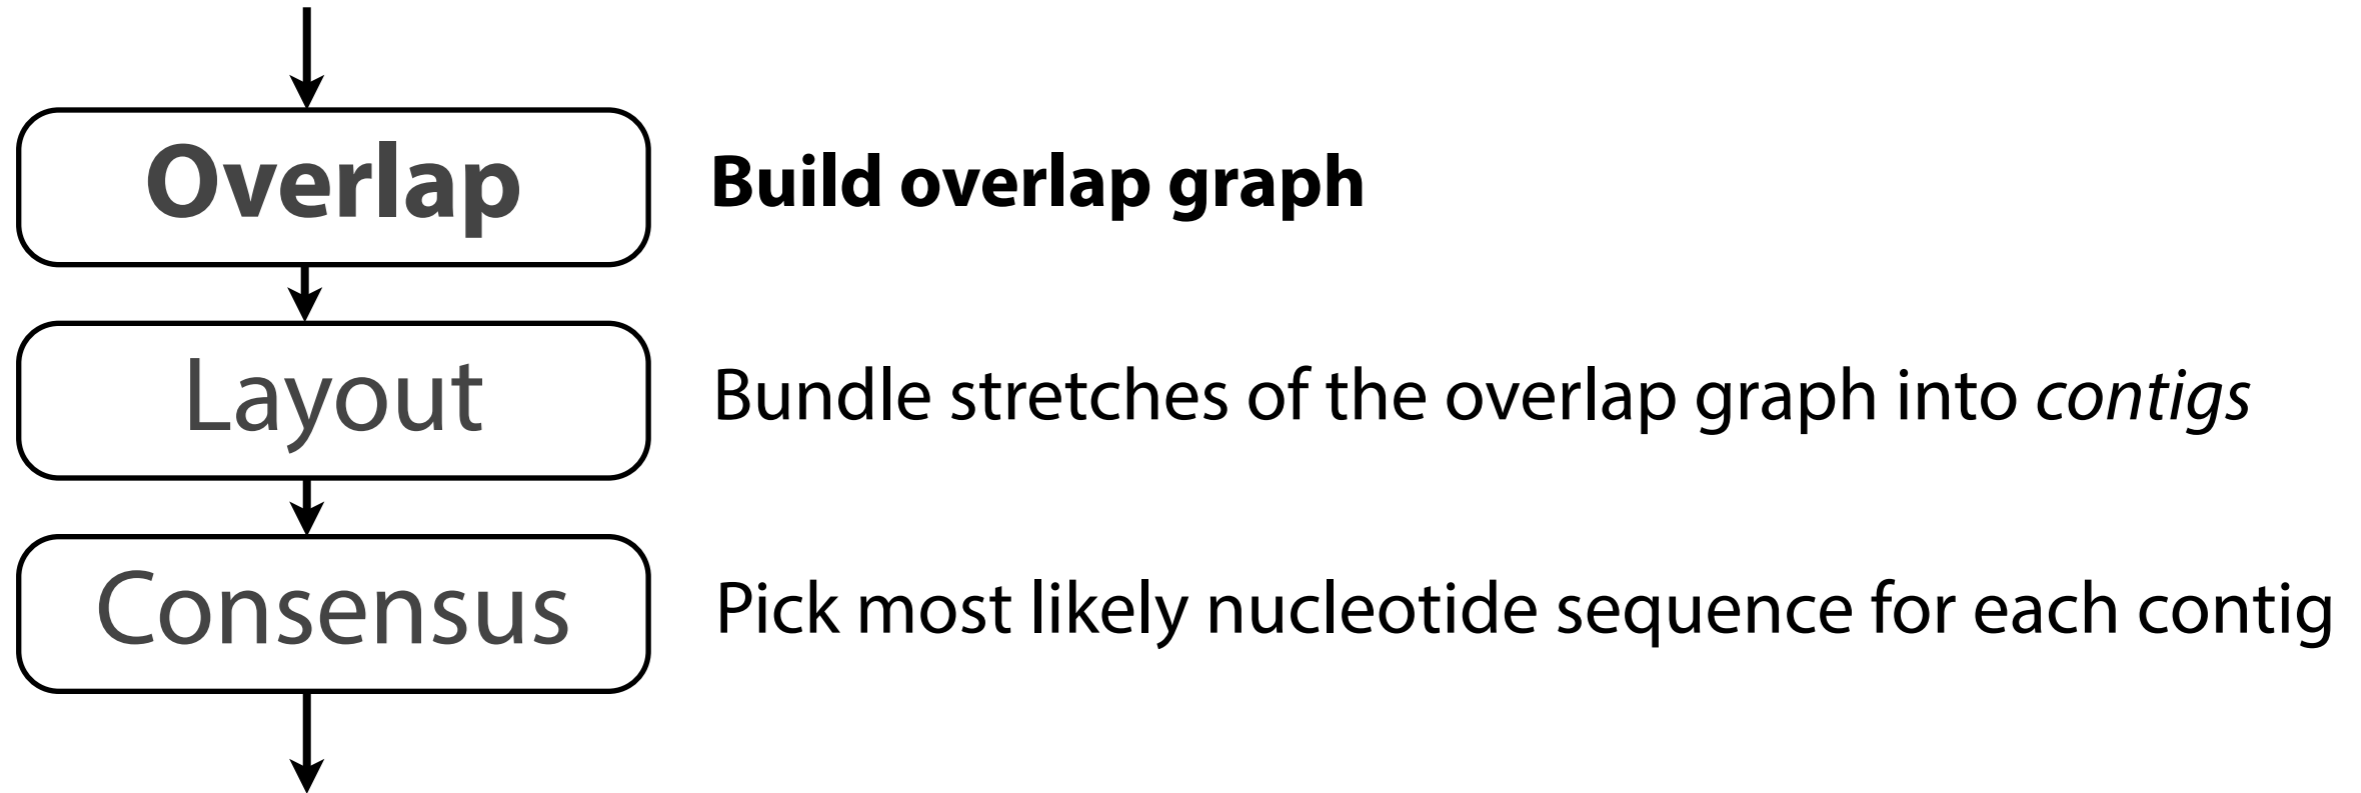 Overlap
Build overlap graph
Layout
Bundle stretches of the overlap graph into contigs
Consensus
Pick most likely nucleotide sequence for each contig